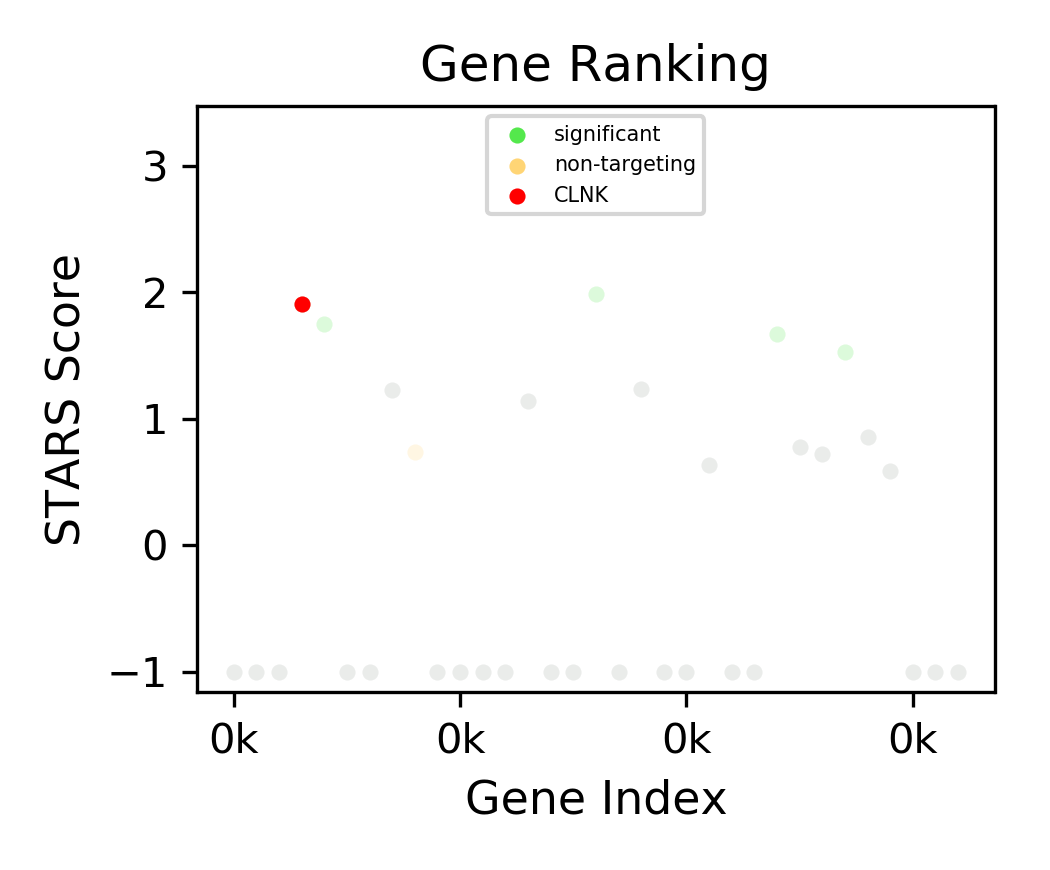 Gene Ranking
significant
non-targeting
CLNK
STARS Score
3
2
1
0
−1
0k 0k 0k 0k
Gene Index